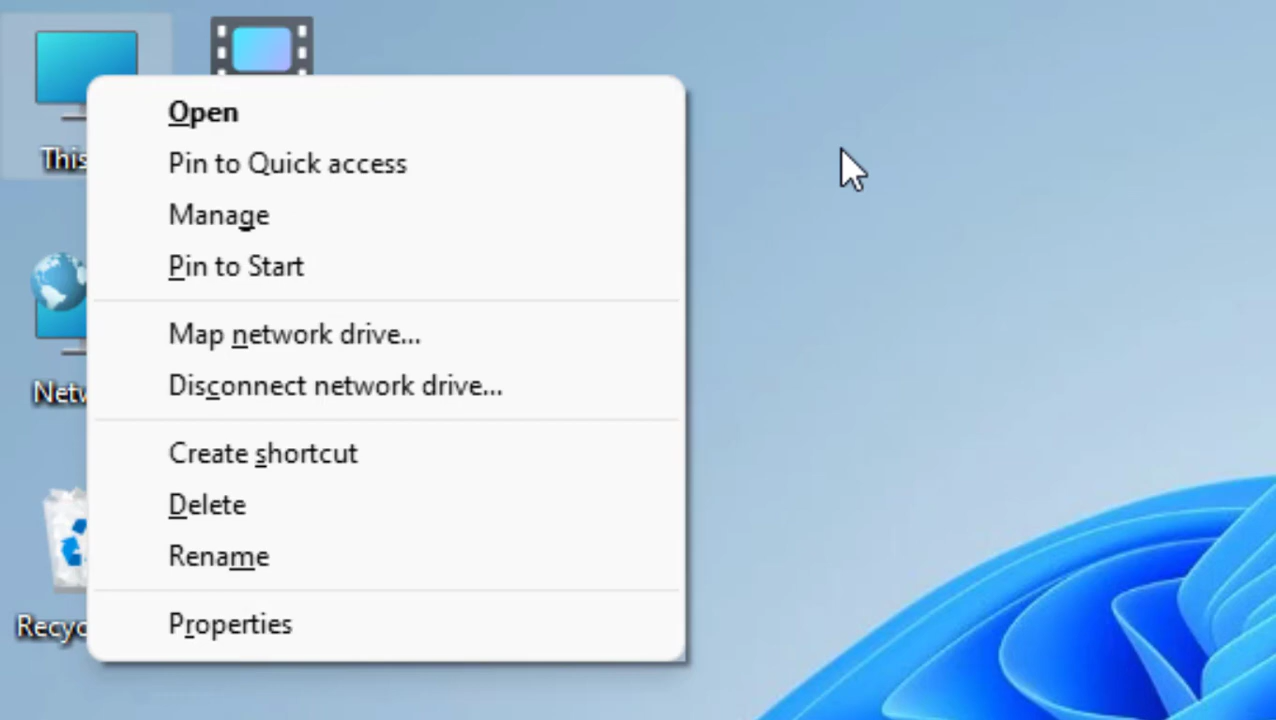 This
Open
Pin to Quick access
Manage
Pin to Start
Map network drive...
Disconnect network drive...
Create shortcut
Delete
Rename
Properties